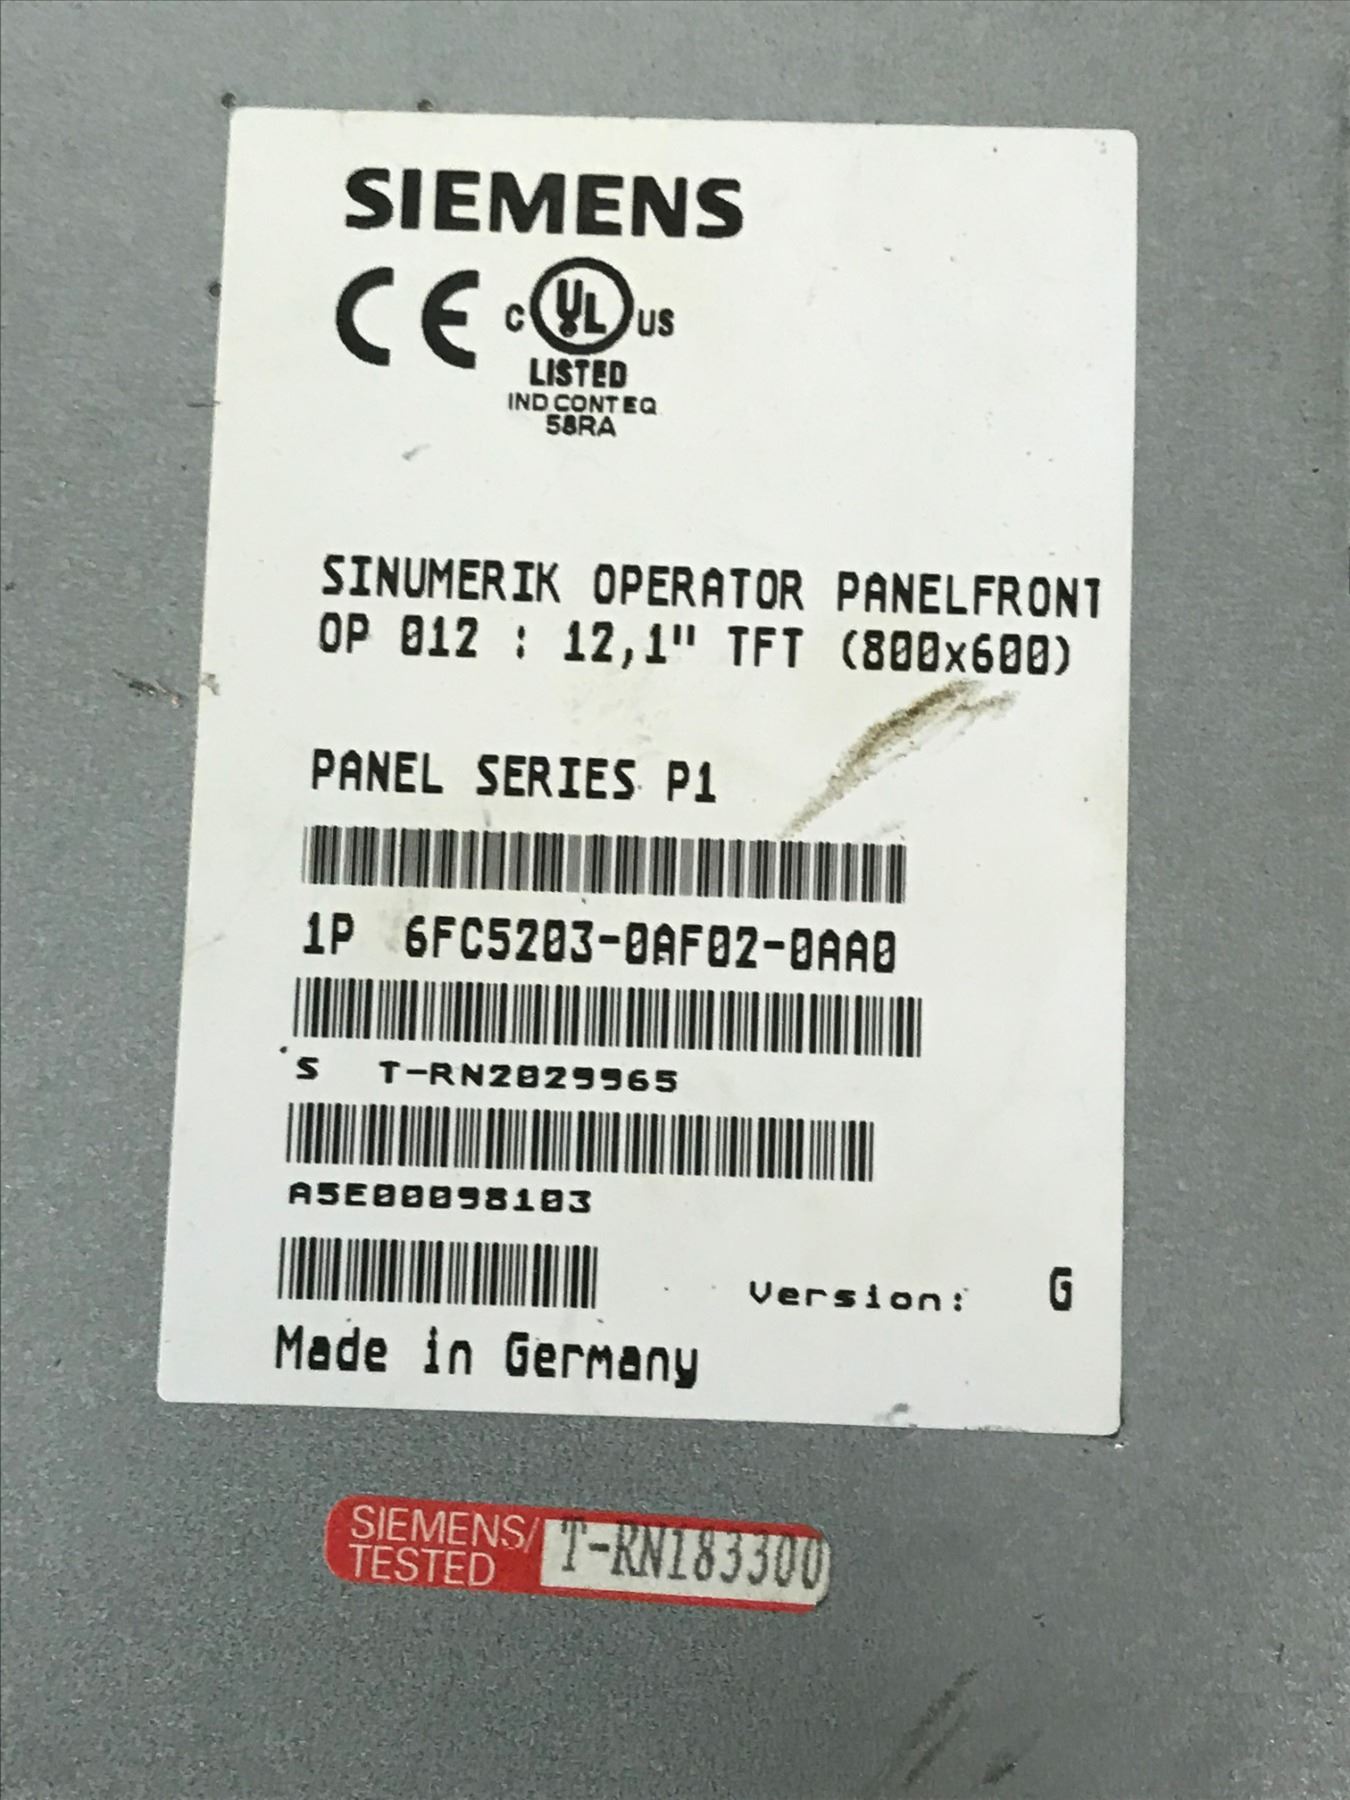 SIEMENS
CE
C UL US
LISTED
IND CONT EQ
58RA
SINUMERIK OPERATOR PANELFRONT
OP 012 : 12,1" TFT (800x600)
PANEL SERIES P1
1P 6FC5203-0AF02-0AA0
S T-RN2029965
A5E00098103
Version: G
Made in Germany
SIEMENS/ T-RN183300
TESTED